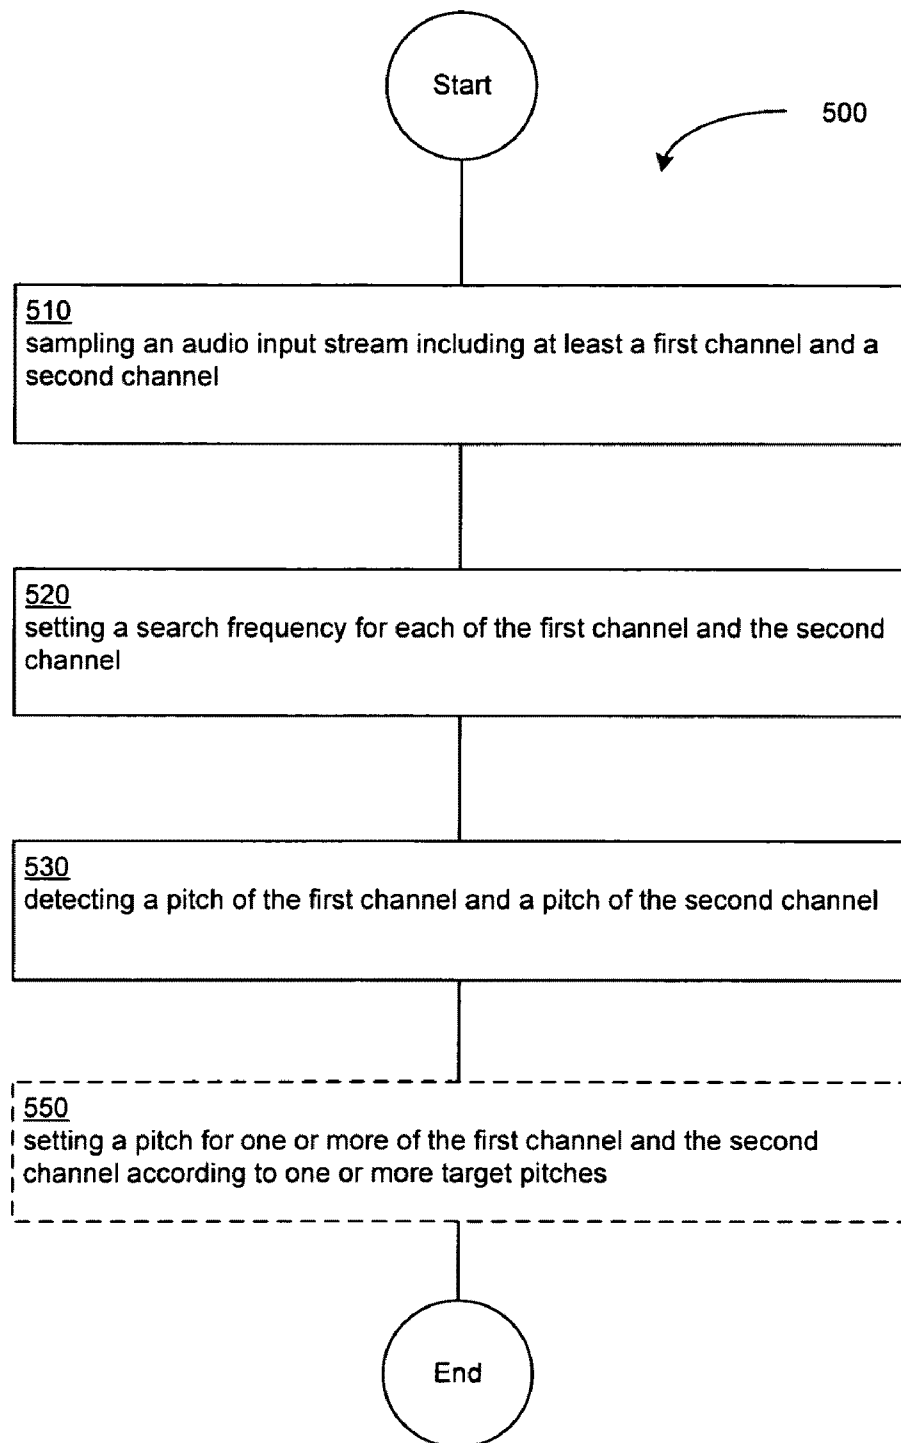 Start
500
510
sampling an audio input stream including at least a first channel and a
second channel
520
setting a search frequency for each of the first channel and the second
channel
530
detecting a pitch of the first channel and a pitch of the second channel
550
setting a pitch for one or more of the first channel and the second
channel according to one or more target pitches
End